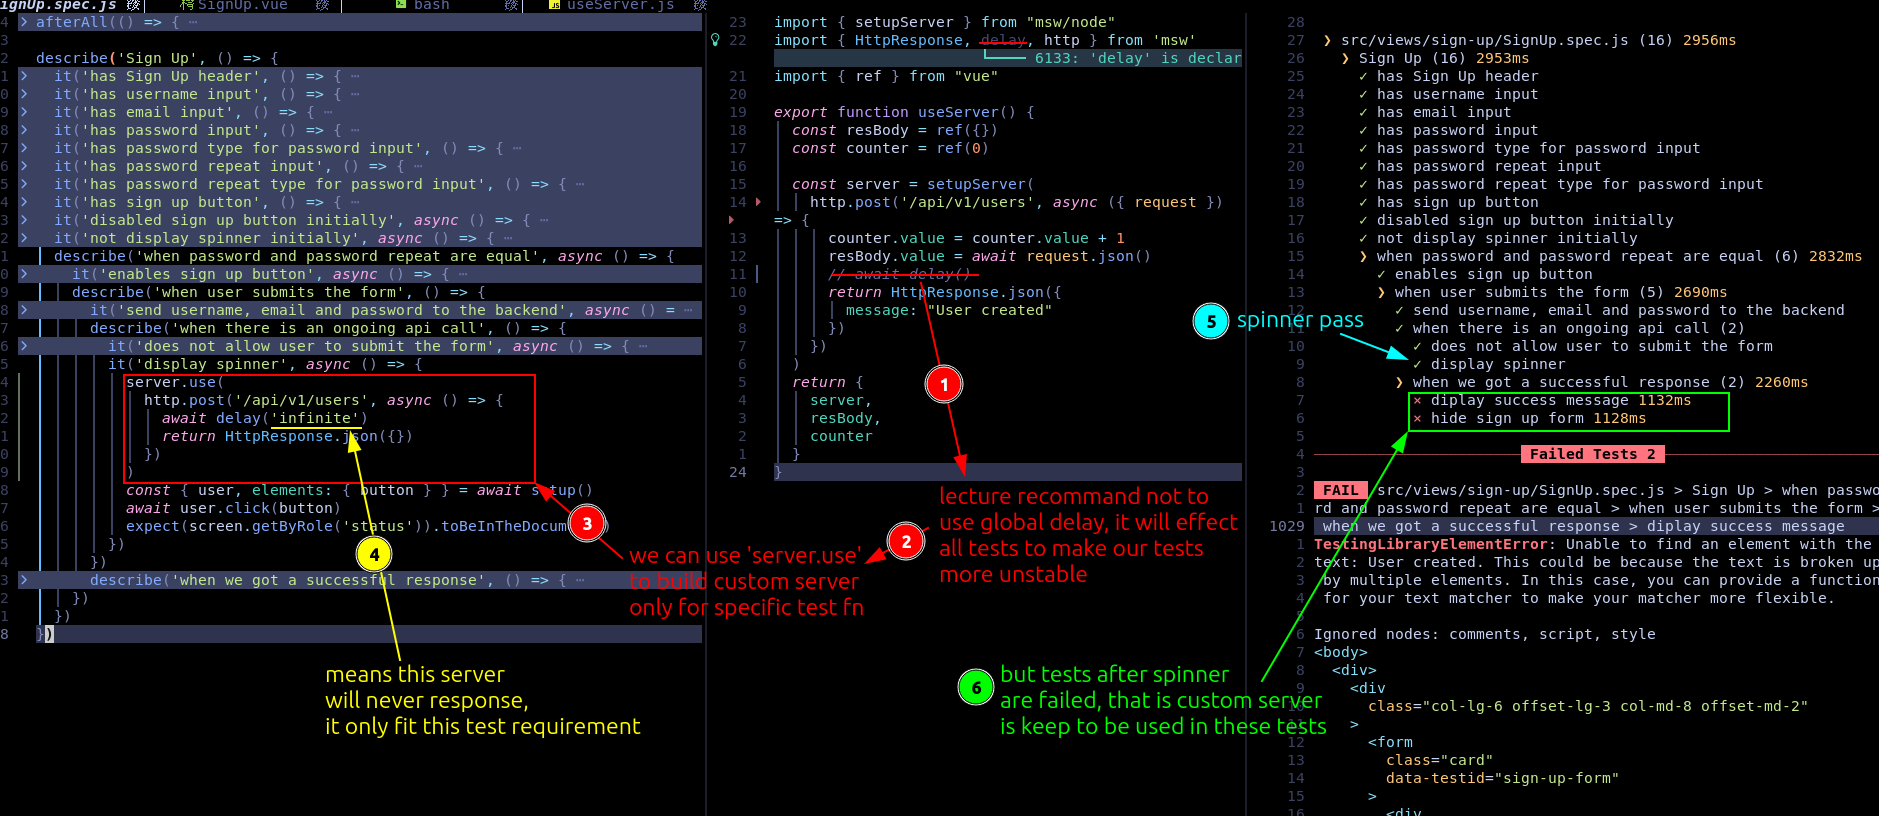 ignUp.spec.js
SignUp.vue
bash
useServer.js
4 afterAll(() => { ⋯
3
2 describe('Sign Up', () => {
1 it('has Sign Up header', () => { ⋯
0 it('has username input', () => { ⋯
9 it('has email input', () => { ⋯
8 it('has password input', () => { ⋯
7 it('has password type for password input', () => { ⋯
6 it('has password repeat input', () => { ⋯
5 it('has password repeat type for password input', () => { ⋯
4 it('has sign up button', () => { ⋯
3 it('disabled sign up button initially', async () => { ⋯
2 it('not display spinner initially', async () => { ⋯
1 describe('when password and password repeat are equal', async () => {
0 it('enables sign up button', async () => { ⋯
9 describe('when user submits the form', () => {
8 it('send username, email and password to the backend', async () = ⋯
7 describe('when there is an ongoing api call', () => {
6 it('does not allow user to submit the form', async () => { ⋯
5 it('display spinner', async () => {
4 server.use(
3 http.post('/api/v1/users', async () => {
2 await delay('infinite')
1 return HttpResponse.json({})
0 })
9 )
8 const { user, elements: { button } } = await setup()
7 await user.click(button)
6 expect(screen.getByRole('status')).toBeInTheDocum
5 })
4 })
3 describe('when we got a successful response', () => { ⋯
2 })
1 })
8 })
means this server
will never response,
it only fit this test requirement
4
3
we can use 'server.use'
to build custom server
only for specific test fn
23 import { setupServer } from "msw/node"
22 import { HttpResponse, delay, http } from 'msw'
6133: 'delay' is declar
21 import { ref } from "vue"
20
19 export function useServer() {
18 const resBody = ref({})
17 const counter = ref(0)
16
15 const server = setupServer(
14 http.post('/api/v1/users', async ({ request })
=> {
13 counter.value = counter.value + 1
12 resBody.value = await request.json()
11 // await delay()
10 return HttpResponse.json({
9 message: "User created"
8 })
7 })
6 )
5 return {
4 server,
3 resBody,
2 counter
1 }
24 }
1
2
lecture recommand not to
use global delay, it will effect
all tests to make our tests
more unstable
5 spinner pass
6
but tests after spinner
are failed, that is custom server
is keep to be used in these tests
28
27 ❯ src/views/sign-up/SignUp.spec.js (16) 2956ms
26 ❯ Sign Up (16) 2953ms
25 ✓ has Sign Up header
24 ✓ has username input
23 ✓ has email input
22 ✓ has password input
21 ✓ has password type for password input
20 ✓ has password repeat input
19 ✓ has password repeat type for password input
18 ✓ has sign up button
17 ✓ disabled sign up button initially
16 ✓ not display spinner initially
15 ❯ when password and password repeat are equal (6) 2832ms
14 ✓ enables sign up button
13 ❯ when user submits the form (5) 2690ms
12 ✓ send username, email and password to the backend
11 ✓ when there is an ongoing api call (2)
10 ✓ does not allow user to submit the form
9 ✓ display spinner
8 ❯ when we got a successful response (2) 2260ms
7 × diplay success message 1132ms
6 × hide sign up form 1128ms
5
4 Failed Tests 2
3
2 FAIL src/views/sign-up/SignUp.spec.js > Sign Up > when passwo
1 rd and password repeat are equal > when user submits the form >
1029 when we got a successful response > diplay success message
1 TestingLibraryElementError: Unable to find an element with the
2 text: User created. This could be because the text is broken up
3 by multiple elements. In this case, you can provide a function
4 for your text matcher to make your matcher more flexible.
5
6 Ignored nodes: comments, script, style
7 <body>
8 <div>
9 <div
10 class="col-lg-6 offset-lg-3 col-md-8 offset-md-2"
11 >
12 <form
13 class="card"
14 data-testid="sign-up-form"
15 >
16 <div